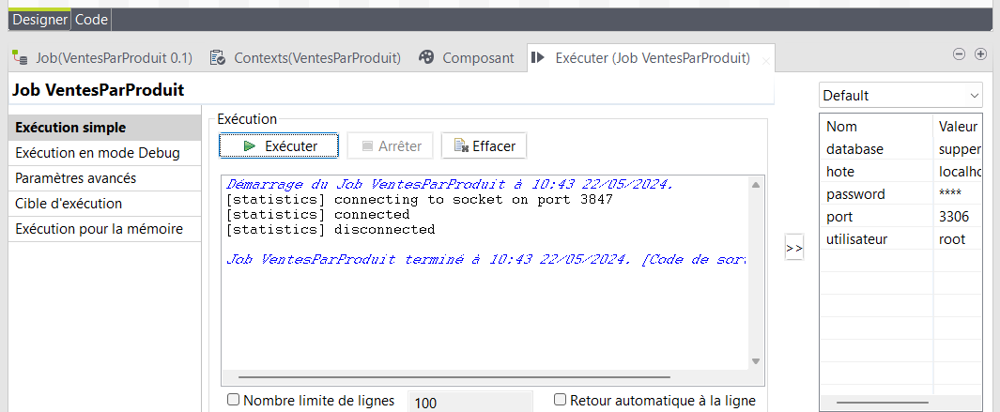 Designer Code
Job(VentesParProduit 0.1) Contexts(VentesParProduit) Composant Exécuter (Job VentesParProduit)
Job VentesParProduit
Exécution simple
Exécution en mode Debug
Paramètres avancés
Cible d'exécution
Exécution pour la mémoire
Exécution
Exécuter Arrêter Effacer
Démarrage du Job VentesParProduit à 10:43 22/05/2024.
[statistics] connecting to socket on port 3847
[statistics] connected
[statistics] disconnected
Job VentesParProduit terminé à 10:43 22/05/2024. [Code de sort
Nombre limite de lignes 100 Retour automatique à la ligne
>>
Default
Nom Valeur
database supper
hote localho
password ****
port 3306
utilisateur root